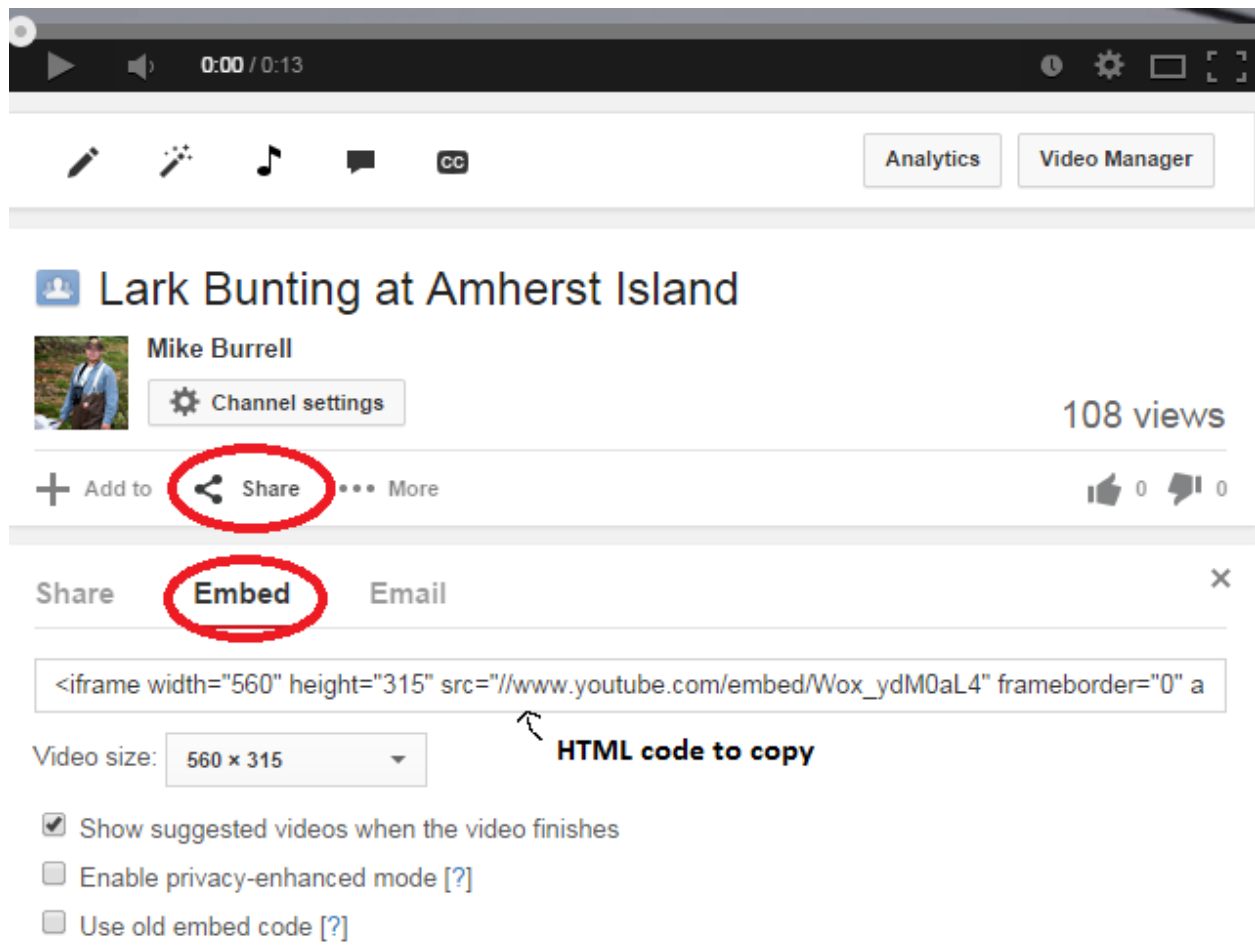 0:00 / 0:13
CC
Analytics Video Manager
Lark Bunting at Amherst Island
Mike Burrell
Channel settings
108 views
Add to Share More 0 0
Share Embed Email
<iframe width="560" height="315" src="//www.youtube.com/embed/Wox_ydM0aL4" frameborder="0" a
HTML code to copy
Video size: 560 × 315
Show suggested videos when the video finishes
Enable privacy-enhanced mode [?]
Use old embed code [?]